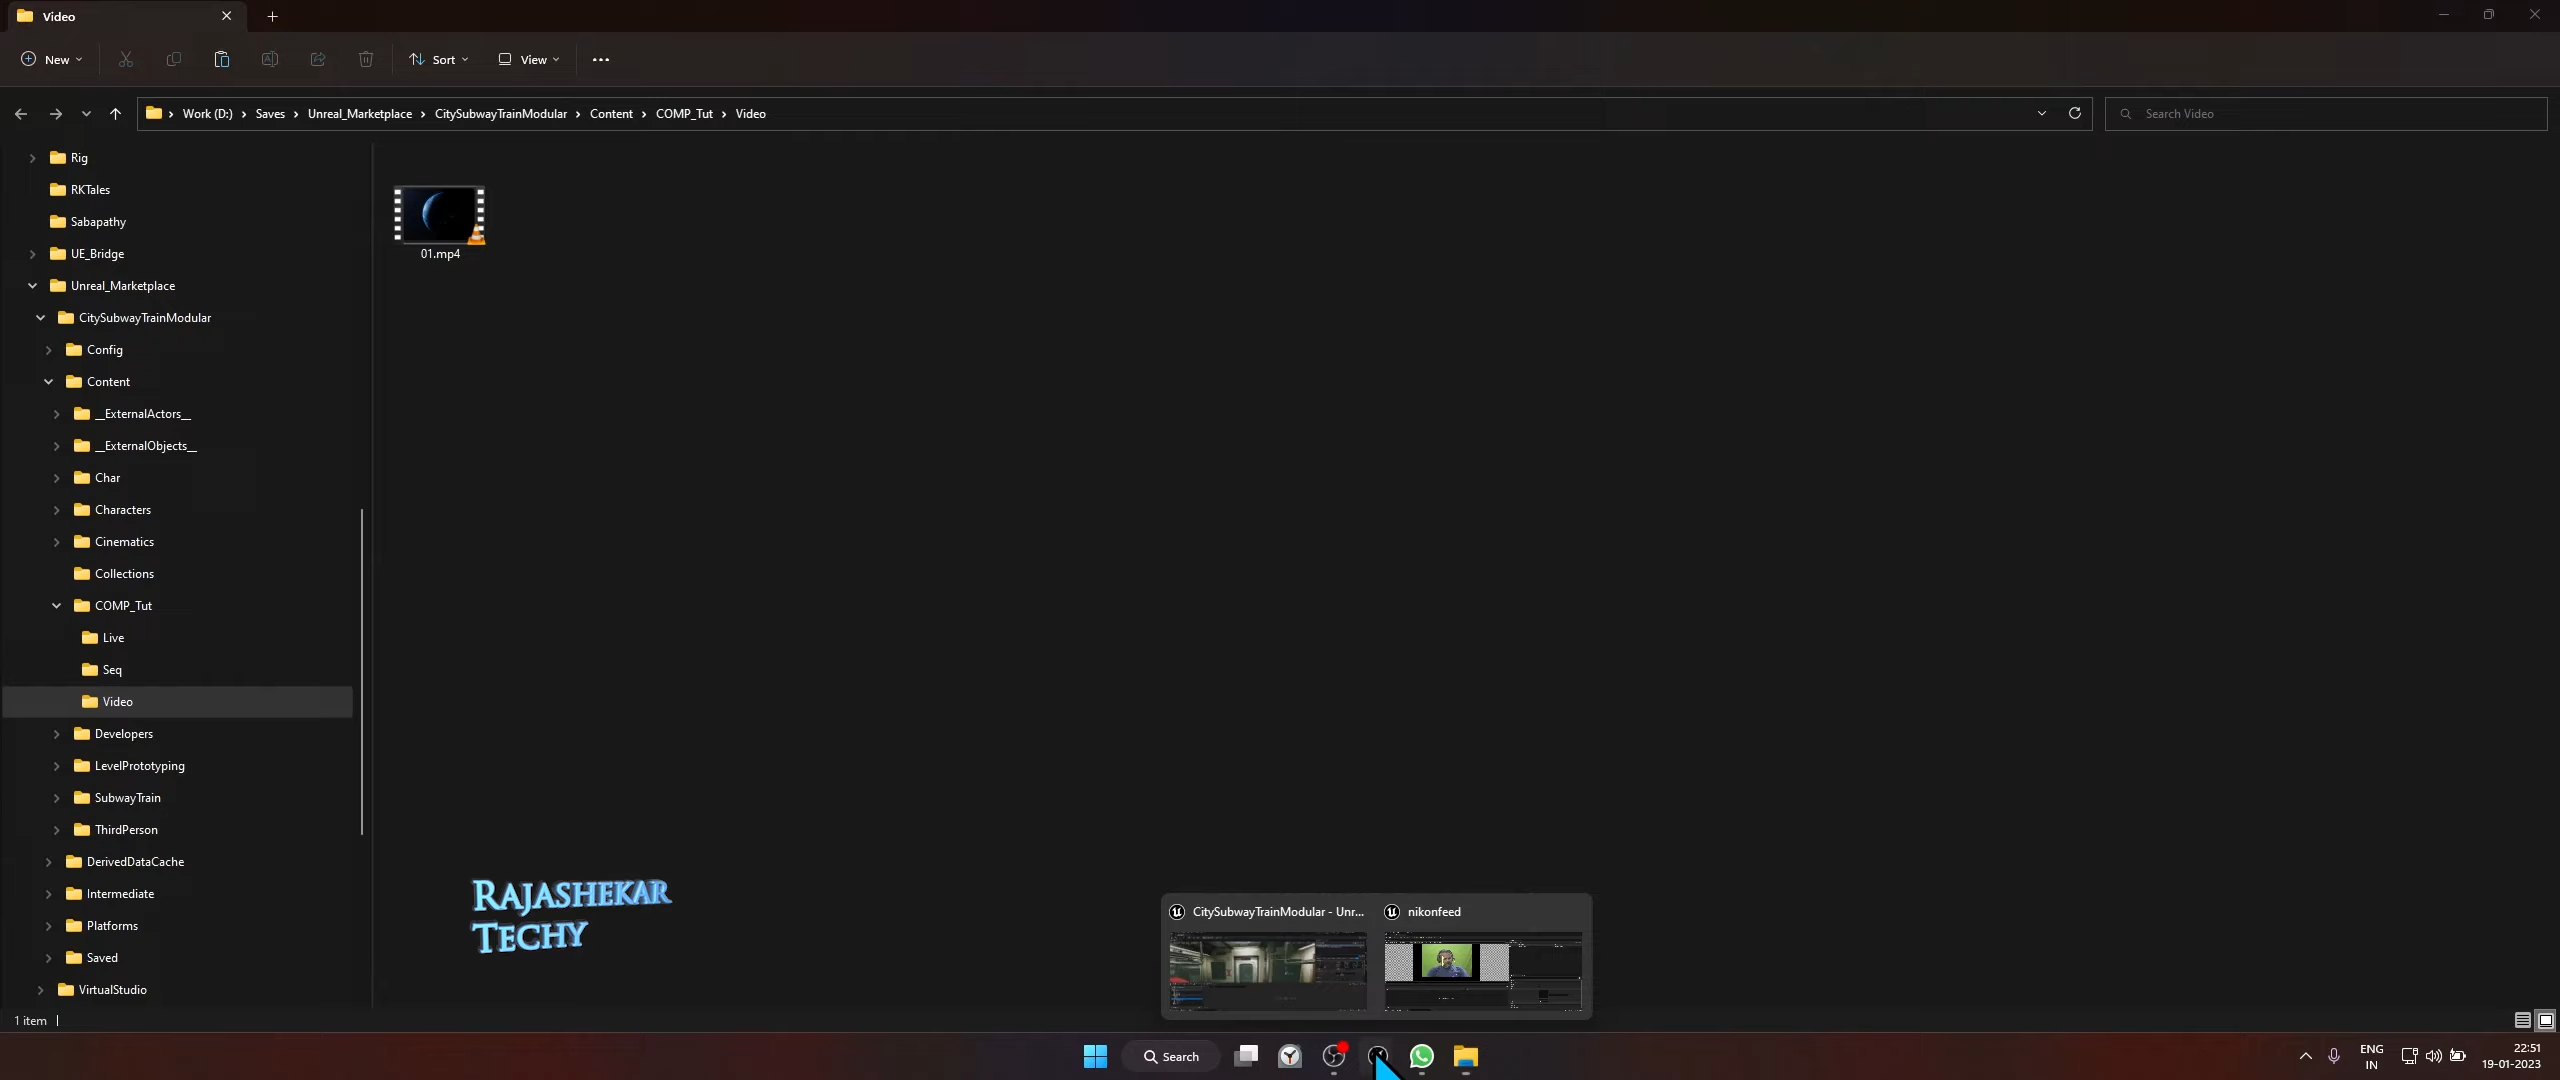 Video
New
Sort
View
Work (D:) > Saves > Unreal_Marketplace > CitySubwayTrainModular > Content > COMP_Tut > Video
Search Video
Rig
RKTales
Sabapathy
UE_Bridge
Unreal_Marketplace
CitySubwayTrainModular
Config
Content
__ExternalActors__
__ExternalObjects__
Char
Characters
Cinematics
Collections
COMP_Tut
Live
Seq
Video
Developers
LevelPrototyping
SubwayTrain
ThirdPerson
DerivedDataCache
Intermediate
Platforms
Saved
VirtualStudio
01.mp4
RAJASHEKAR
TECHY
CitySubwayTrainModular - Unr...
nikonfeed
1 item
Search
ENG
IN
22:51
19-01-2023